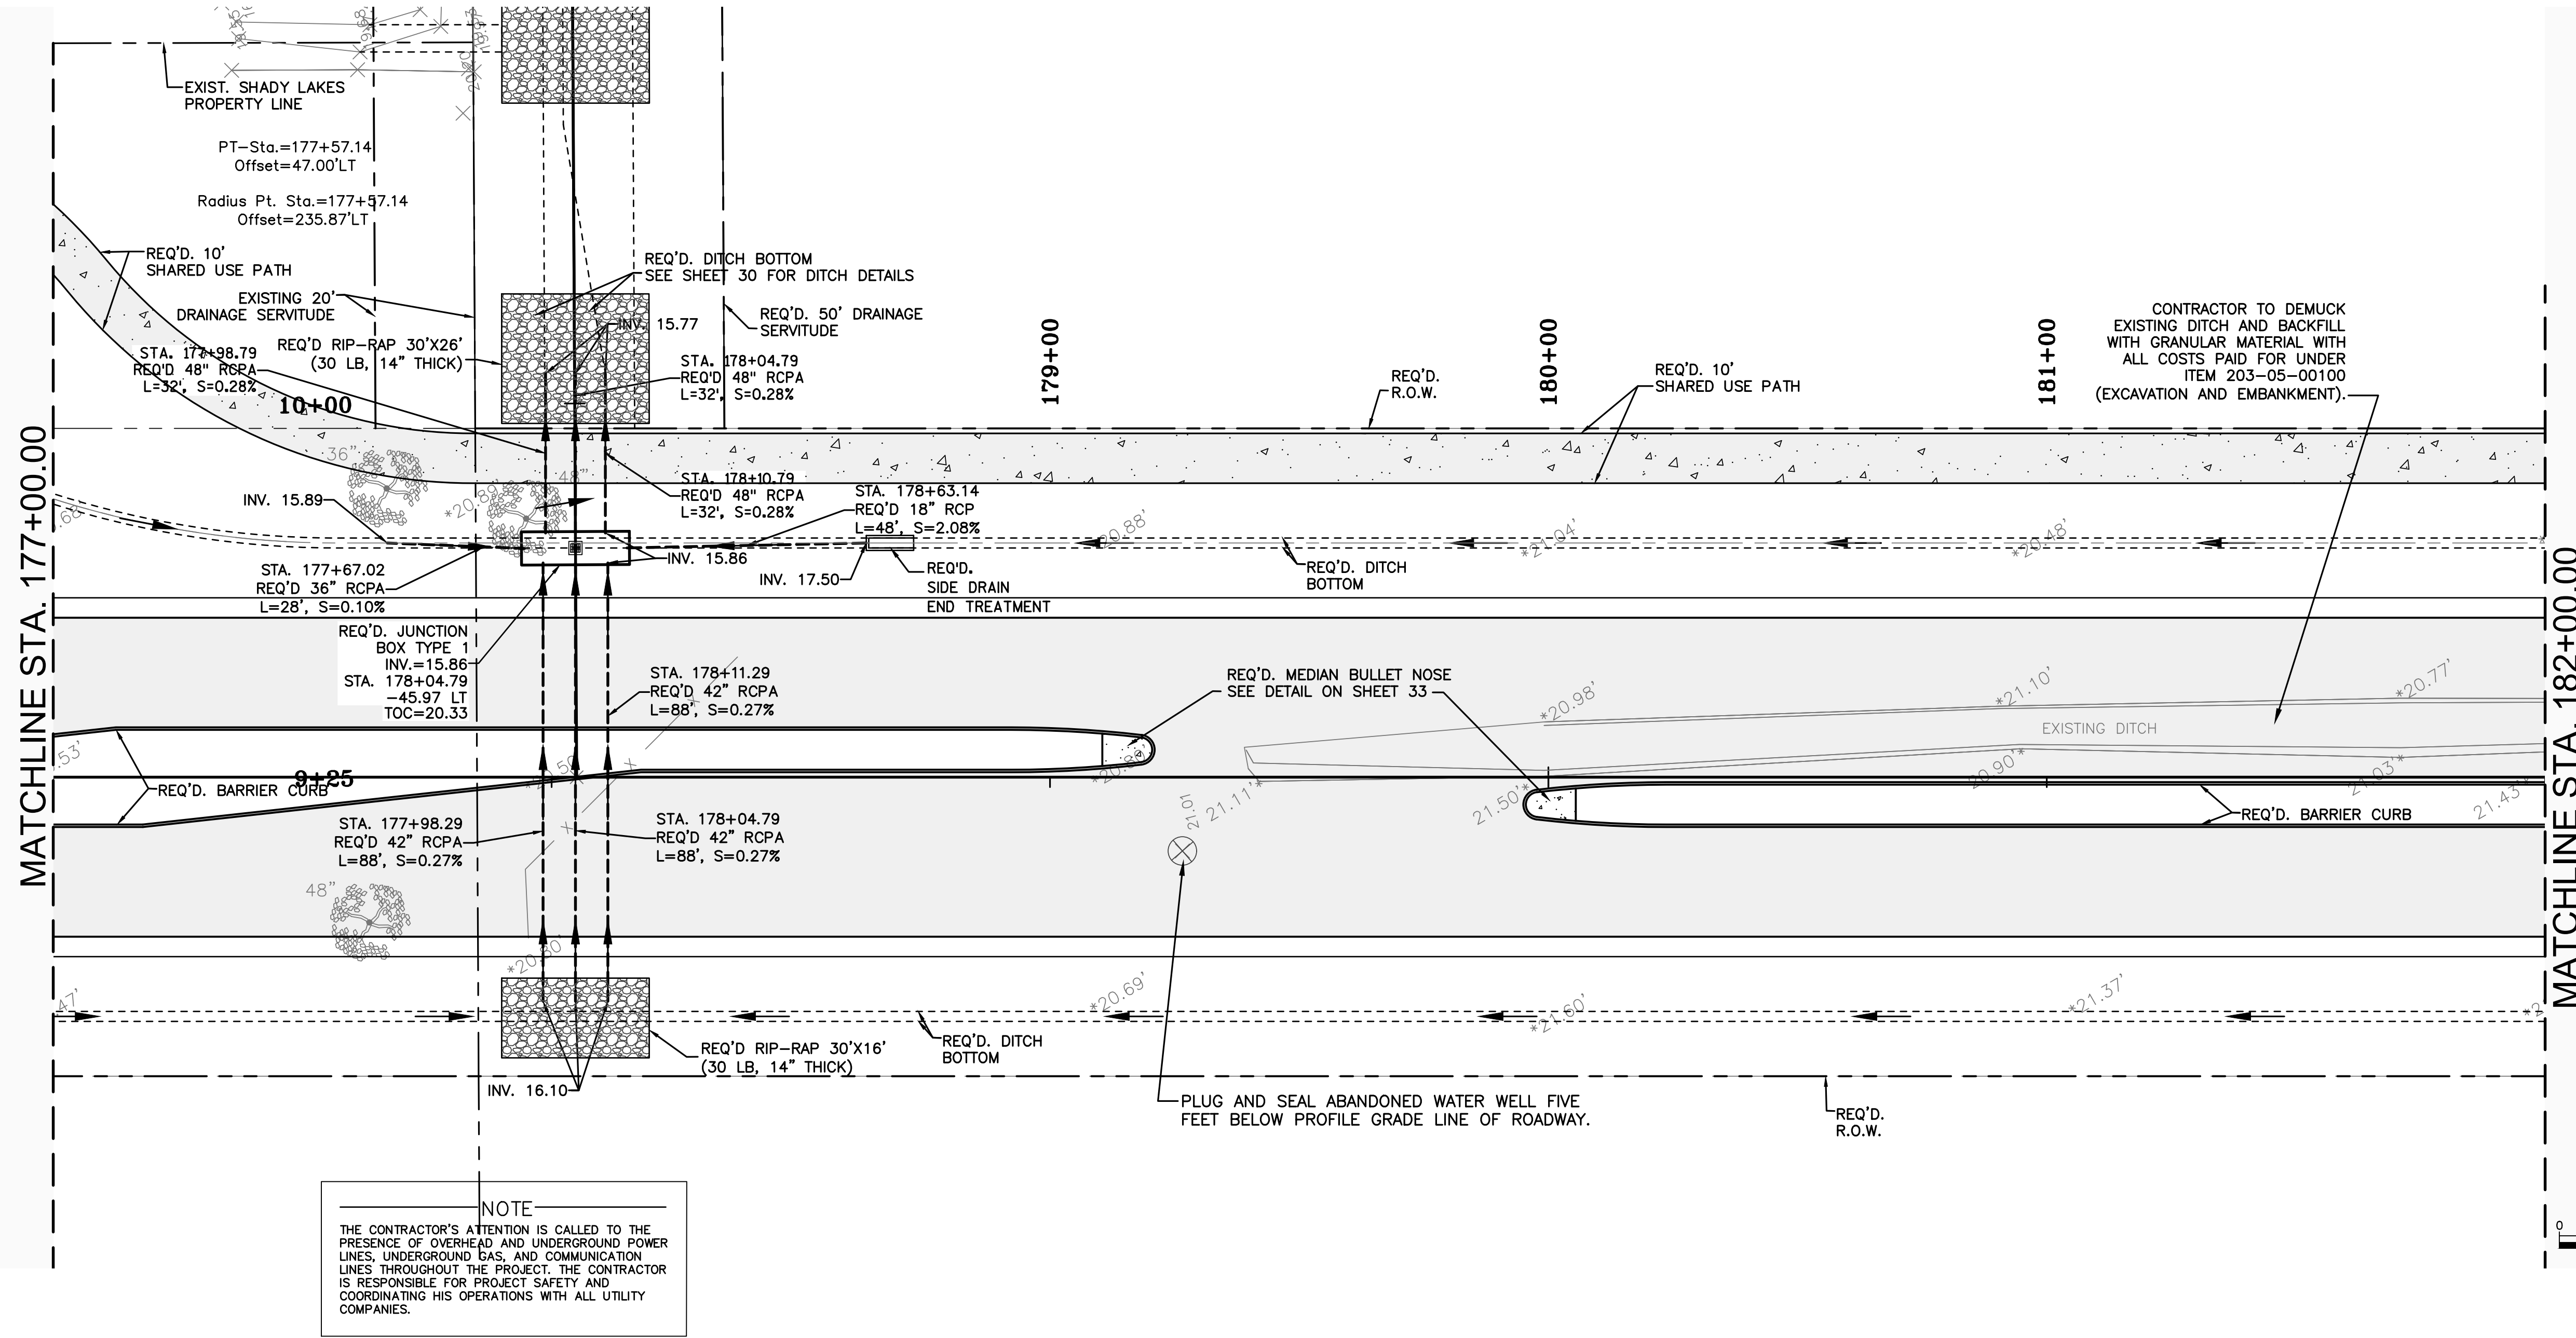 EXIST. SHADY LAKES
PROPERTY LINE
PT-Sta.=177+57.14
Offset=47.00'LT
Radius Pt. Sta.=177+57.14
Offset=235.87'LT
REQ'D. 10'
SHARED USE PATH
EXISTING 20'
DRAINAGE SERVITUDE
REQ'D. DITCH BOTTOM
SEE SHEET 30 FOR DITCH DETAILS
REQ'D. 50' DRAINAGE
SERVITUDE
INV. 15.77
REQ'D RIP-RAP 30'X26'
(30 LB, 14" THICK)
STA. 177+98.79
REQ'D 48" RCPA
L=32', S=0.28%
STA. 178+04.79
REQ'D 48" RCPA
L=32', S=0.28%
10+00
179+00
180+00
181+00
REQ'D.
R.O.W.
REQ'D. 10'
SHARED USE PATH
CONTRACTOR TO DEMUCK
EXISTING DITCH AND BACKFILL
WITH GRANULAR MATERIAL WITH
ALL COSTS PAID FOR UNDER
ITEM 203-05-00100
(EXCAVATION AND EMBANKMENT).
MATCHLINE STA. 177+00.00
MATCHLINE STA. 182+00.00
36"
48"
STA. 178+10.79
REQ'D 48" RCPA
L=32', S=0.28%
STA. 178+63.14
REQ'D 18" RCP
L=48', S=2.08%
INV. 15.89
*20.88'
*21.04'
*20.48'
INV. 15.86
INV. 17.50
REQ'D.
SIDE DRAIN
END TREATMENT
REQ'D. DITCH
BOTTOM
STA. 177+67.02
REQ'D 36" RCPA
L=28', S=0.10%
REQ'D. JUNCTION
BOX TYPE 1
INV.=15.86
STA. 178+04.79
-45.97 LT
TOC=20.33
STA. 178+11.29
REQ'D 42" RCPA
L=88', S=0.27%
REQ'D. MEDIAN BULLET NOSE
SEE DETAIL ON SHEET 33
*20.98'
*21.10'
*20.77'
EXISTING DITCH
.53'
9+25
REQ'D. BARRIER CURB
21.11'*
21.01
21.50'*
20.90'*
21.03'*
21.43'*
REQ'D. BARRIER CURB
STA. 177+98.29
REQ'D 42" RCPA
L=88', S=0.27%
STA. 178+04.79
REQ'D 42" RCPA
L=88', S=0.27%
48"
*20.80'
.47'
*20.69'
*21.60'
*21.37'
REQ'D RIP-RAP 30'X16'
(30 LB, 14" THICK)
REQ'D. DITCH
BOTTOM
INV. 16.10
PLUG AND SEAL ABANDONED WATER WELL FIVE
FEET BELOW PROFILE GRADE LINE OF ROADWAY.
REQ'D.
R.O.W.
NOTE
THE CONTRACTOR'S ATTENTION IS CALLED TO THE
PRESENCE OF OVERHEAD AND UNDERGROUND POWER
LINES, UNDERGROUND GAS, AND COMMUNICATION
LINES THROUGHOUT THE PROJECT. THE CONTRACTOR
IS RESPONSIBLE FOR PROJECT SAFETY AND
COORDINATING HIS OPERATIONS WITH ALL UTILITY
COMPANIES.
0